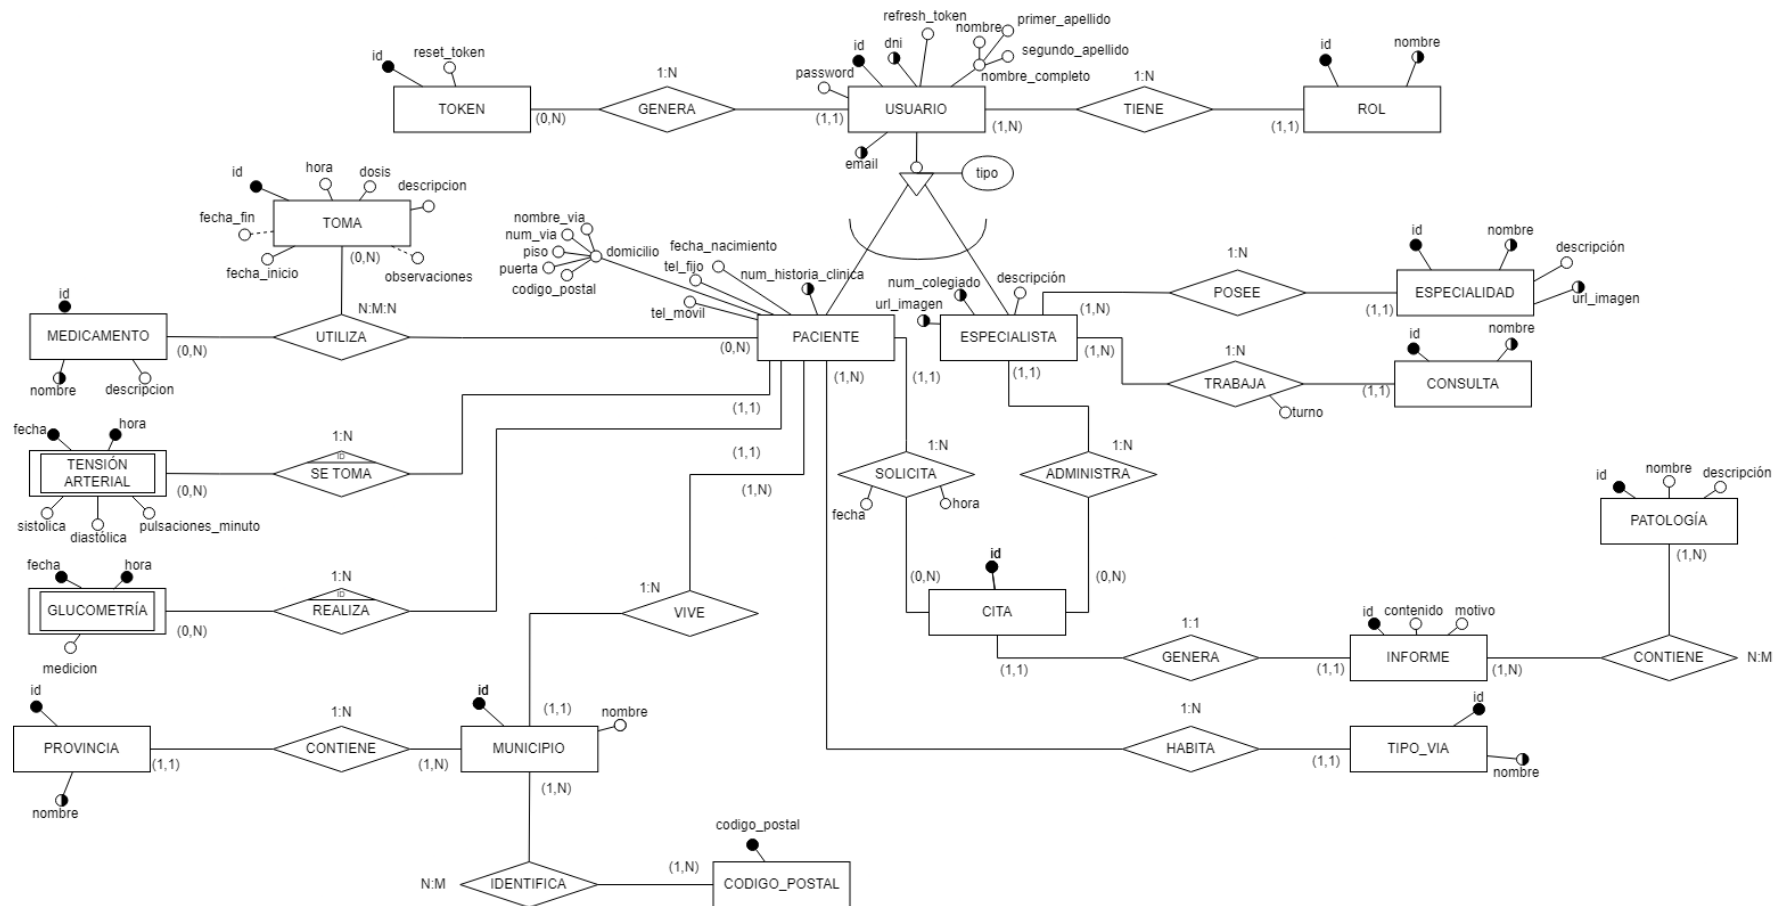 refresh_token
primer_apellido
nombre
id
dni
segundo_apellido
nombre_completo
password
id
reset_token
1:N
1:N
id
nombre
TOKEN
GENERA
USUARIO
TIENE
ROL
(0,N)
(1,1)
(1,N)
(1,1)
email
tipo
id
hora
dosis
descripcion
fecha_fin
TOMA
fecha_inicio
(0,N)
observaciones
nombre_via
num_via
piso
puerta
codigo_postal
domicilio
fecha_nacimiento
tel_fijo
num_historia_clinica
tel_movil
num_colegiado
descripción
url_imagen
1:N
id
nombre
descripción
POSEE
ESPECIALIDAD
url_imagen
(1,N)
(1,1)
id
N:M:N
MEDICAMENTO
UTILIZA
PACIENTE
ESPECIALISTA
(0,N)
(0,N)
(1,N)
nombre
descripcion
1:N
id
nombre
TRABAJA
CONSULTA
(1,1)
turno
(1,N)
(1,1)
(1,1)
(1,1)
fecha
hora
1:N
ID
TENSIÓN
ARTERIAL
SE TOMA
(0,N)
sistolica
diastólica
pulsaciones_minuto
(1,1)
(1,N)
1:N
1:N
SOLICITA
ADMINISTRA
fecha
hora
id
nombre
descripción
PATOLOGÍA
(1,N)
fecha
hora
1:N
ID
GLUCOMETRÍA
REALIZA
(0,N)
medicion
1:N
VIVE
id
(0,N)
(0,N)
CITA
(1,1)
1:1
GENERA
id
contenido
motivo
INFORME
(1,1)
(1,N)
CONTIENE
N:M
id
1:N
id
nombre
PROVINCIA
CONTIENE
MUNICIPIO
(1,1)
(1,N)
(1,1)
(1,N)
nombre
1:N
id
HABITA
TIPO_VIA
(1,1)
nombre
codigo_postal
N:M
IDENTIFICA
(1,N)
CODIGO_POSTAL